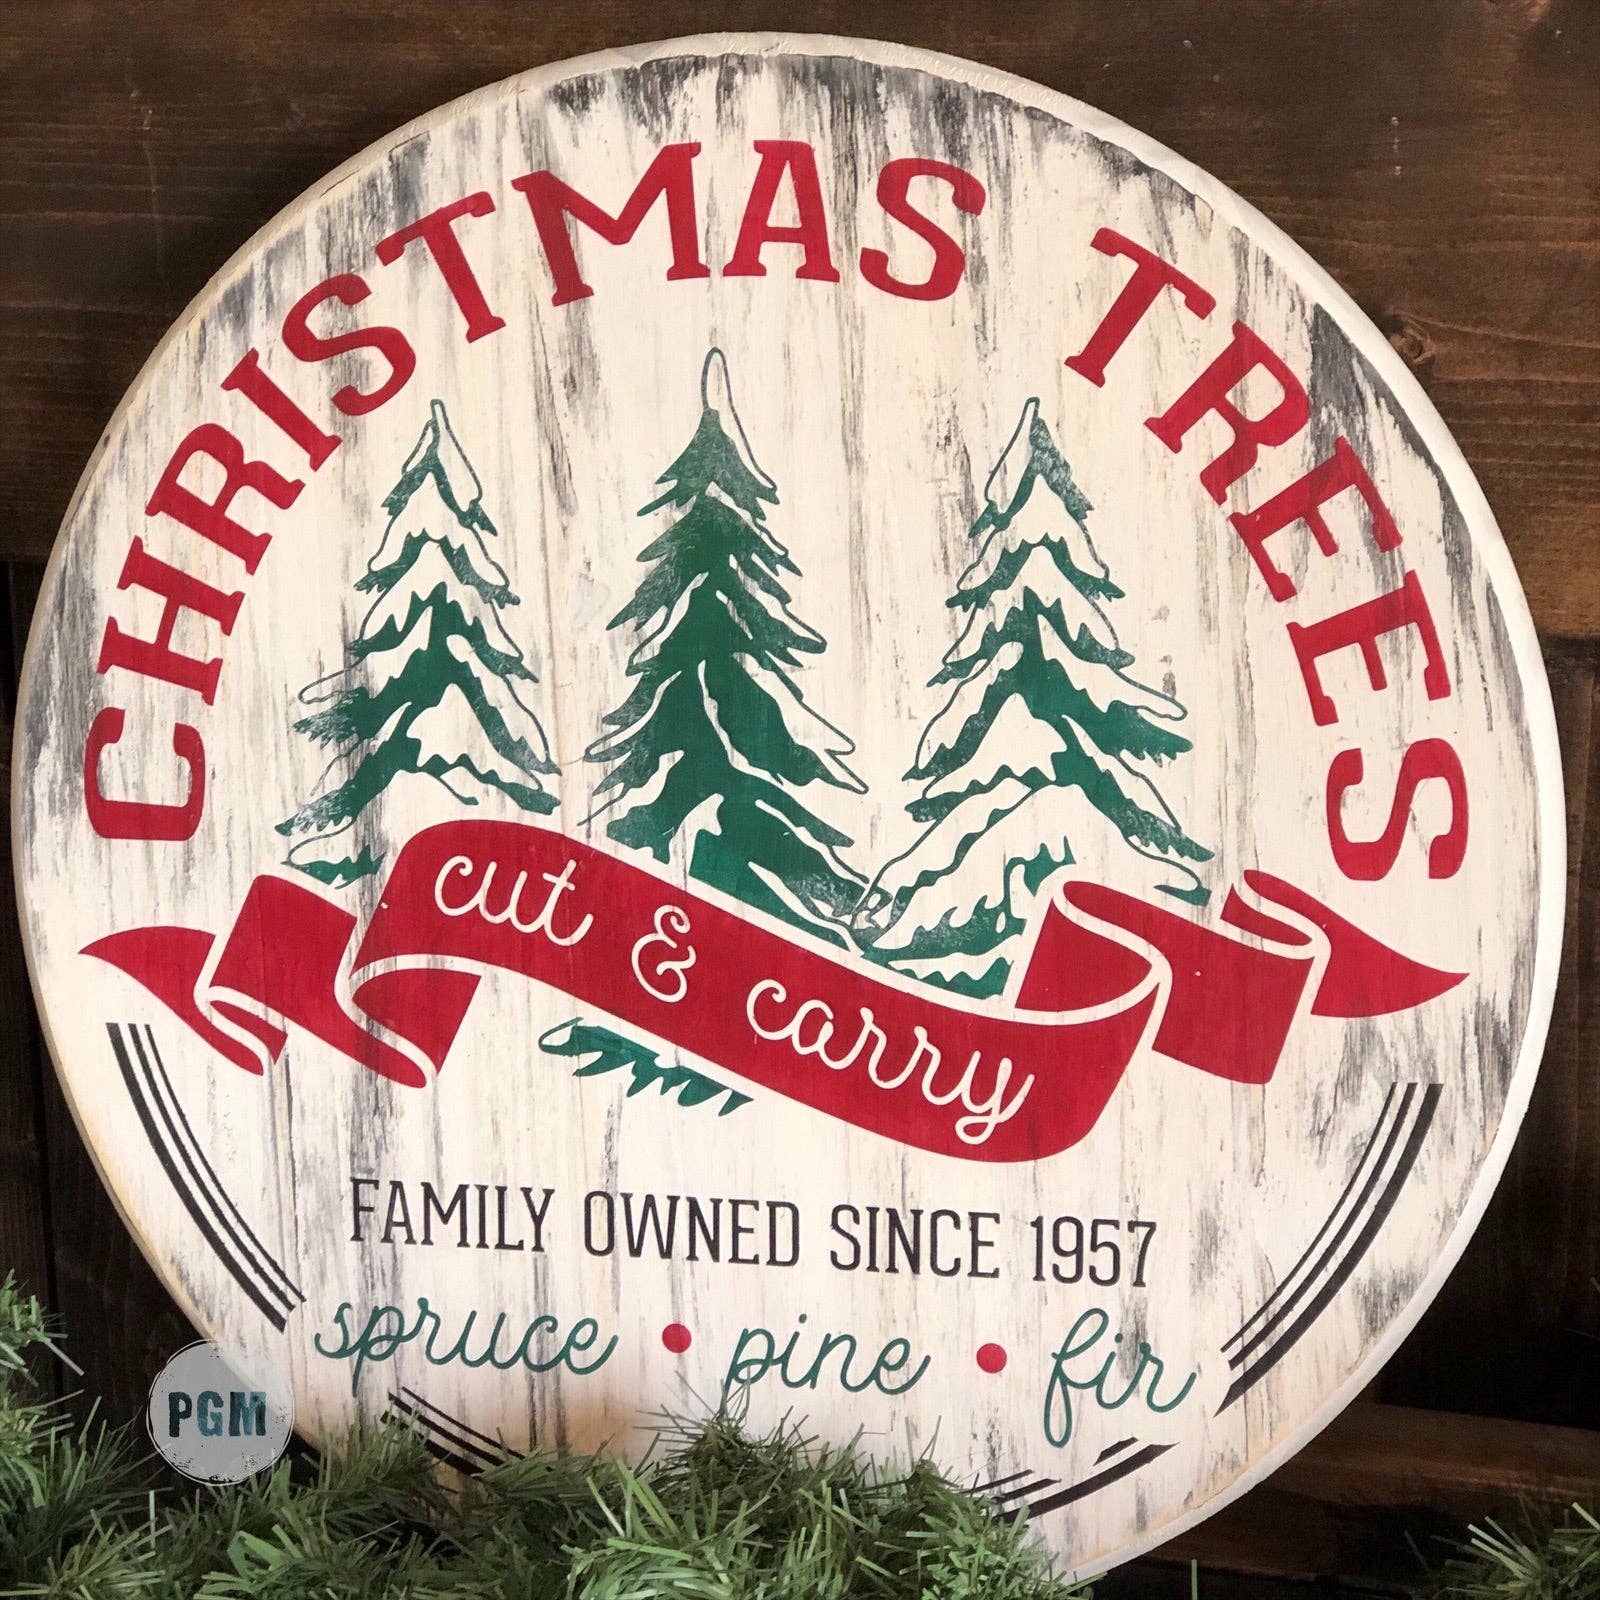 CHRISTMAS TREES
cut & carry
FAMILY OWNED SINCE 1957
spruce • pine • fir
PGM